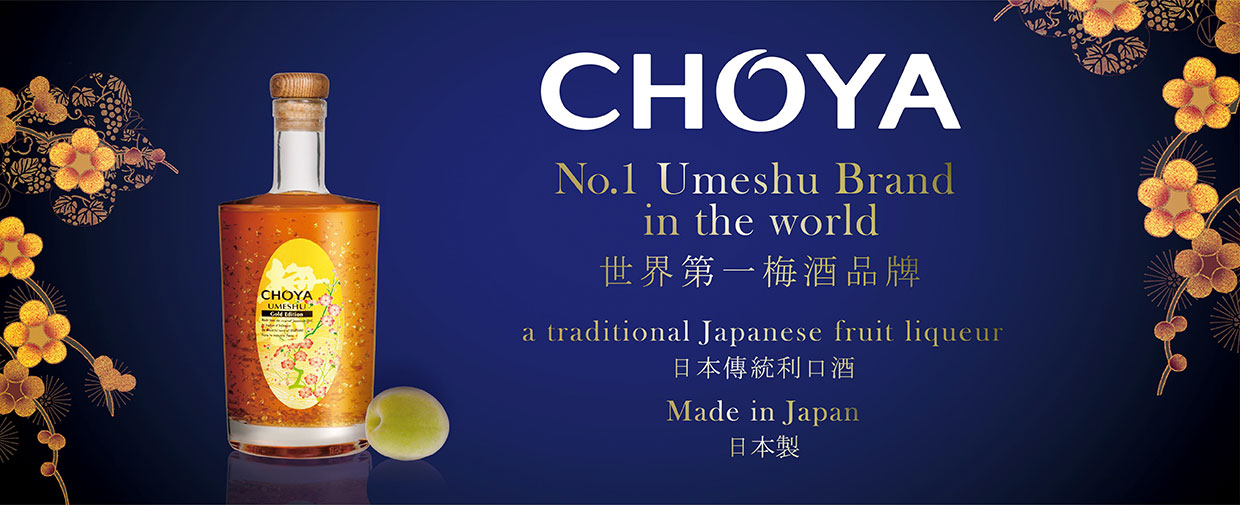 CHOYA
No.1 Umeshu Brand
in the world
世界第一梅酒品牌
a traditional Japanese fruit liqueur
日本傳統利口酒
Made in Japan
日本製
梅
CHOYA
UMESHU
Gold Edition